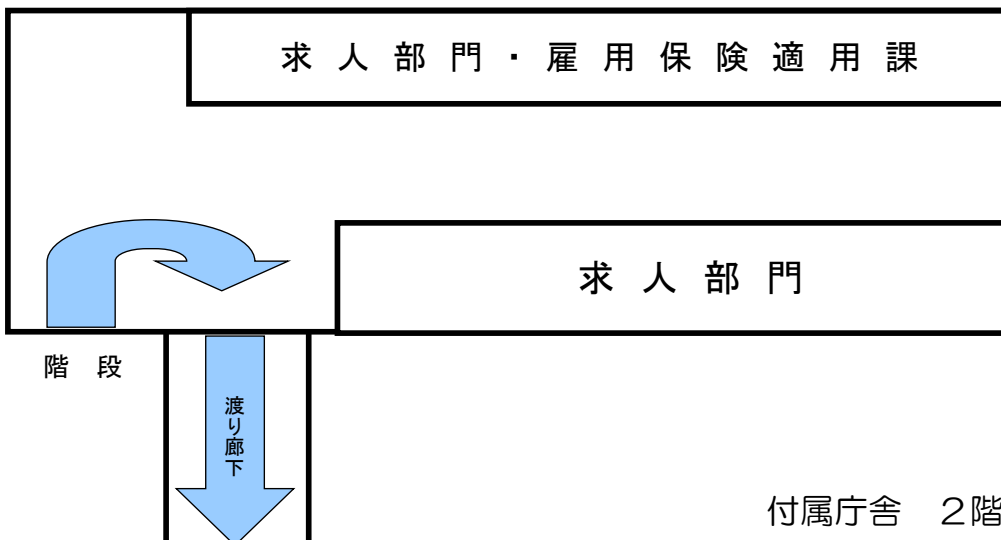 求人部門・雇用保険適用課
求人部門
階段
渡り廊下
付属庁舎　２階